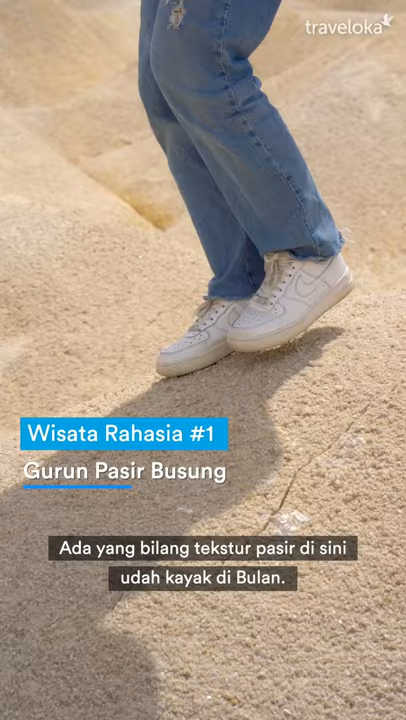 traveloka
Wisata Rahasia #1
Gurun Pasir Busung
Ada yang bilang tekstur pasir di sini
udah kayak di Bulan.